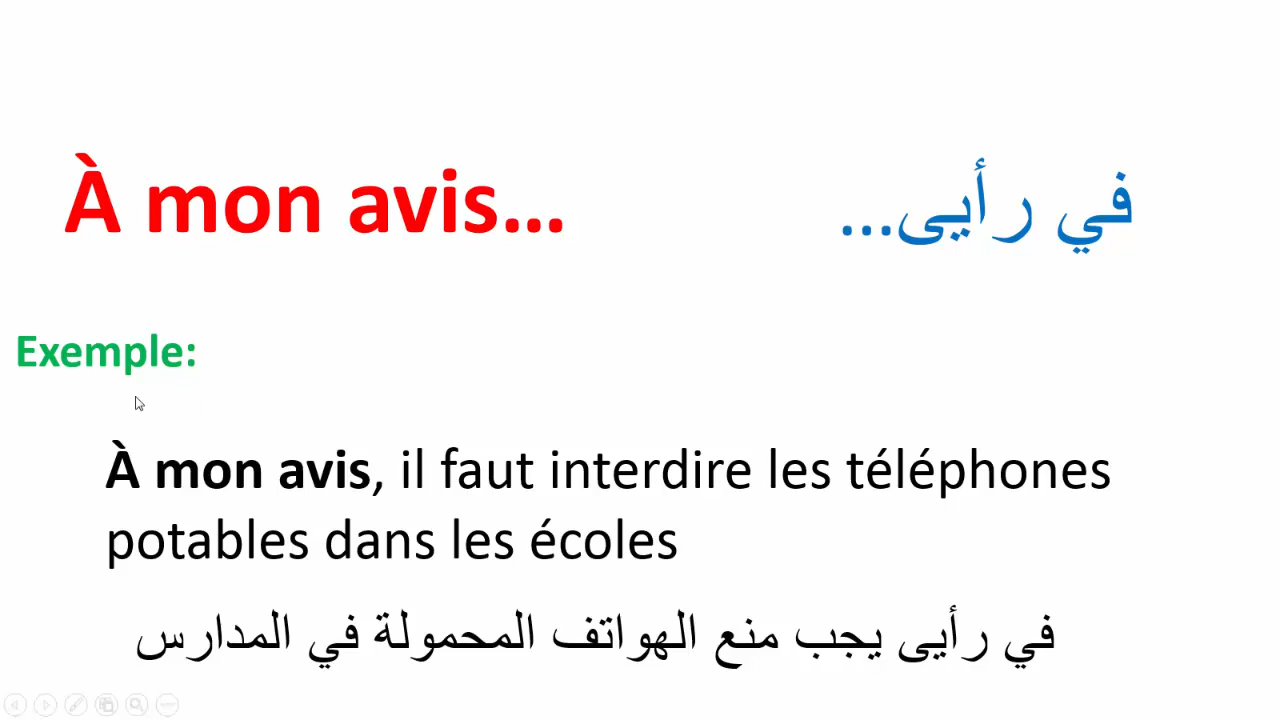 À mon avis...
في رأيى...
Exemple:
À mon avis, il faut interdire les téléphones
potables dans les écoles
في رأيى يجب منع الهواتف المحمولة في المدارس